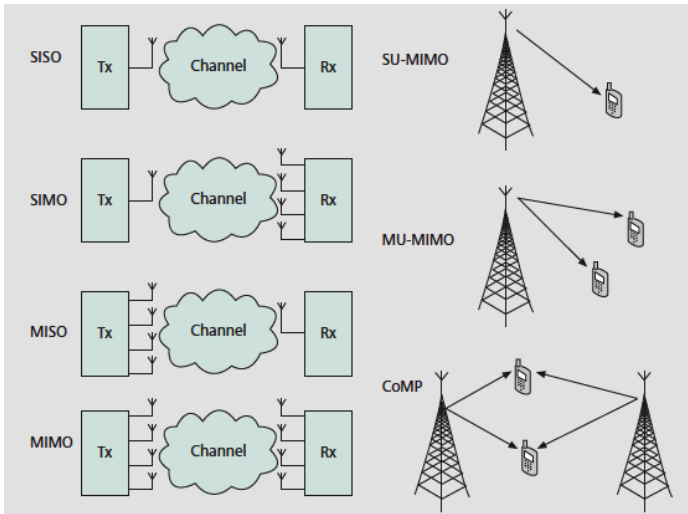 SISO
Tx
Channel
Rx
SIMO
Tx
Channel
Rx
MISO
Tx
Channel
Rx
MIMO
Tx
Channel
Rx
SU-MIMO
MU-MIMO
CoMP